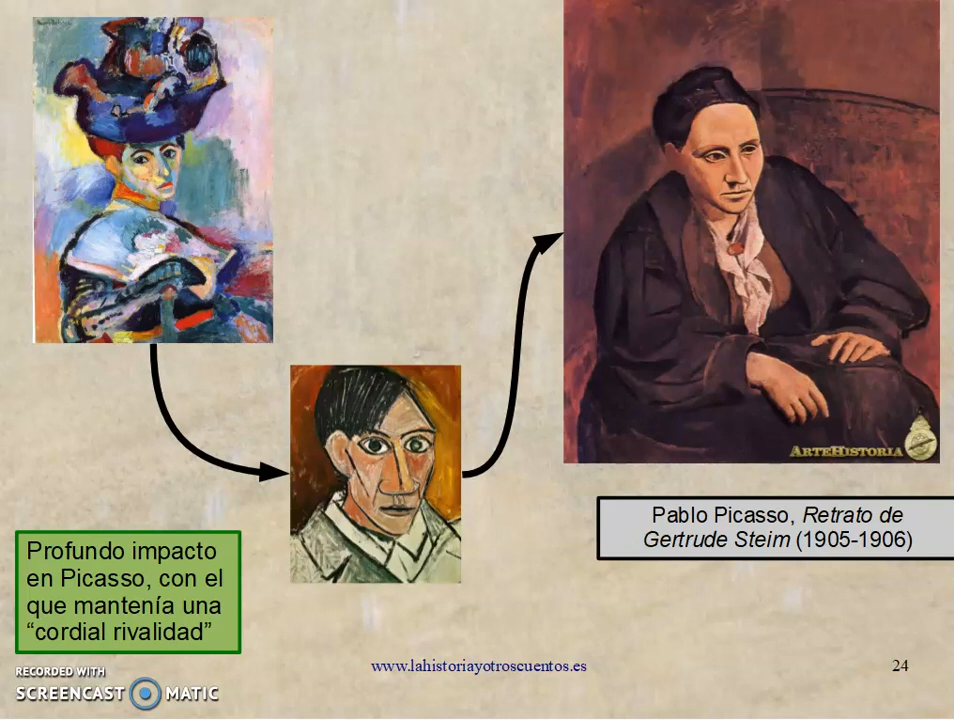 ARTEHISTORIA
Pablo Picasso, Retrato de
Gertrude Steim (1905-1906)
Profundo impacto
en Picasso, con el
que mantenía una
“cordial rivalidad”
www.lahistoriayotroscuentos.es
24
RECORDED WITH
SCREENCAST MATIC